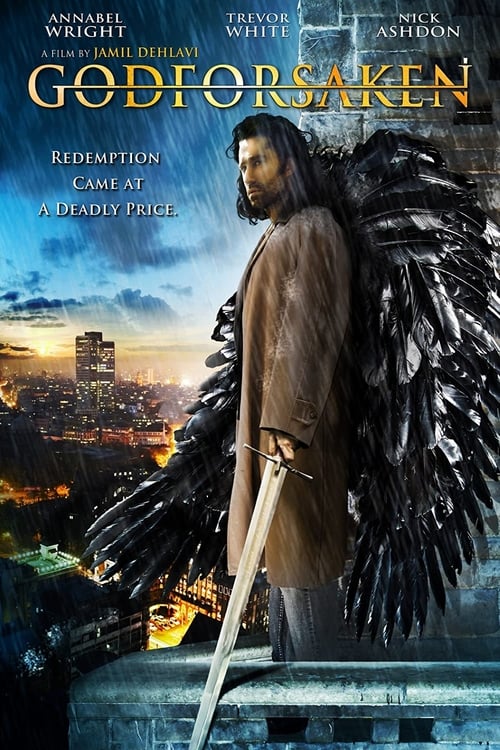 ANNABEL WRIGHT
TREVOR WHITE
NICK ASHDON
A FILM BY JAMIL DEHLAVI
GODFORSAKEN
REDEMPTION
CAME AT
A DEADLY PRICE.